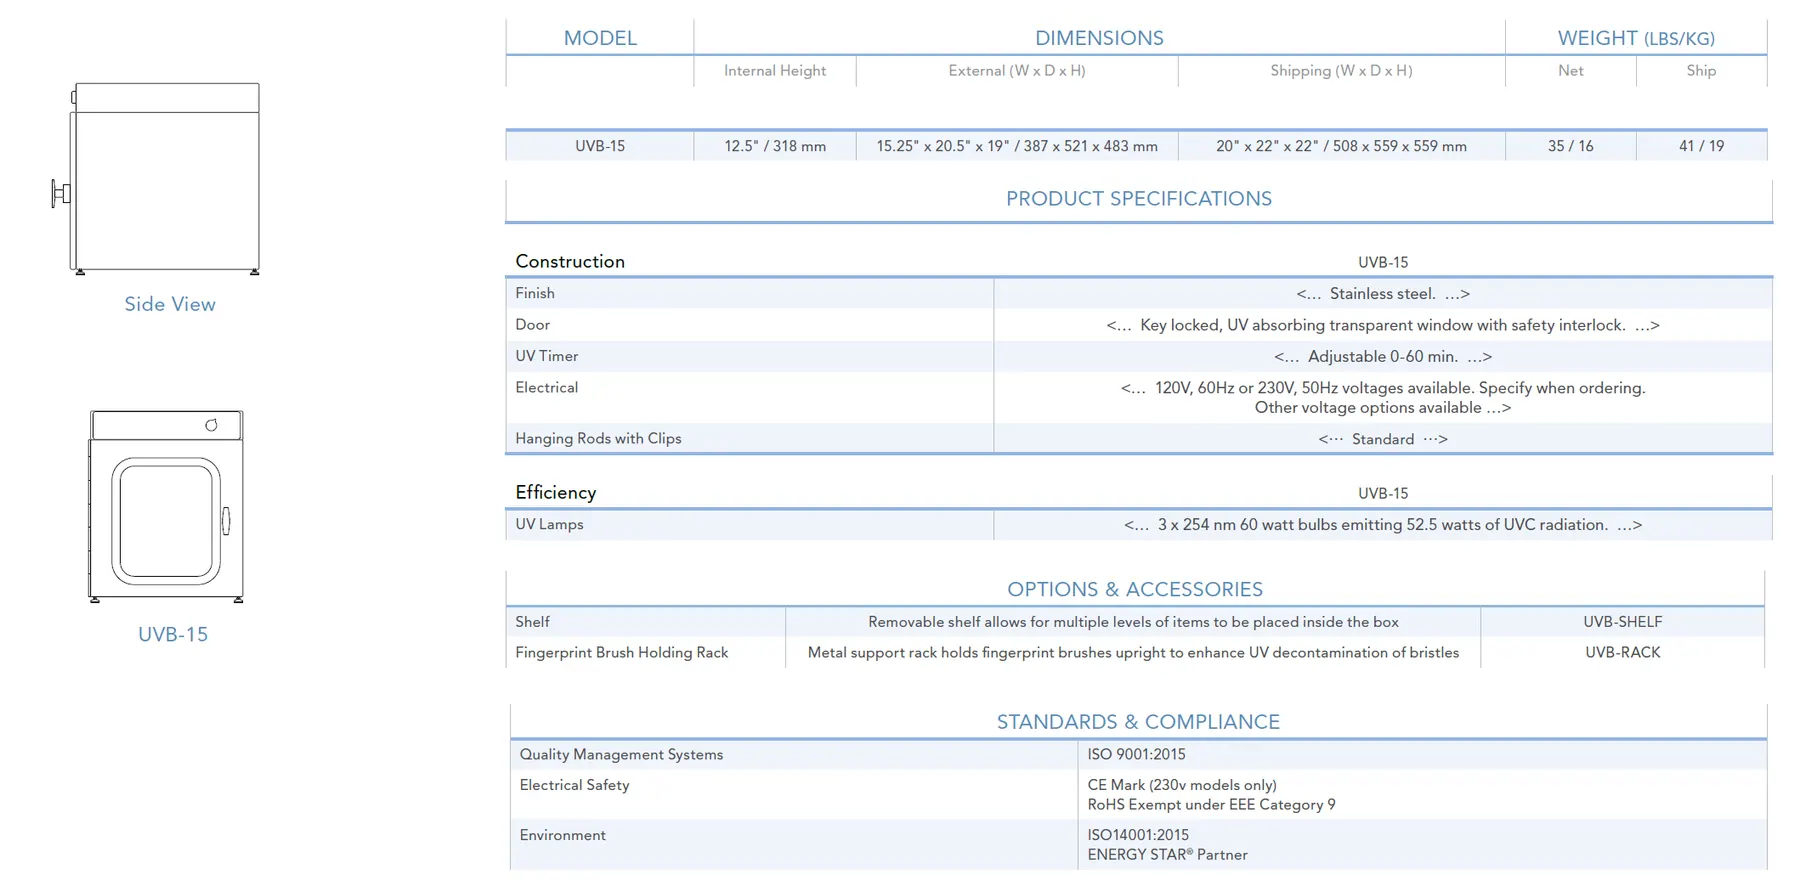 MODEL DIMENSIONS WEIGHT (LBS/KG)
Internal Height External (W x D x H) Shipping (W x D x H) Net Ship
UVB-15 12.5" / 318 mm 15.25" x 20.5" x 19" / 387 x 521 x 483 mm 20" x 22" x 22" / 508 x 559 x 559 mm 35 / 16 41 / 19
PRODUCT SPECIFICATIONS
Construction UVB-15
Finish <... Stainless steel. ...>
Door <... Key locked, UV absorbing transparent window with safety interlock. ...>
UV Timer <... Adjustable 0-60 min. ...>
Electrical <... 120V, 60Hz or 230V, 50Hz voltages available. Specify when ordering.
Other voltage options available ...>
Hanging Rods with Clips <··· Standard ···>
Efficiency UVB-15
UV Lamps <... 3 x 254 nm 60 watt bulbs emitting 52.5 watts of UVC radiation. ...>
OPTIONS & ACCESSORIES
Shelf Removable shelf allows for multiple levels of items to be placed inside the box UVB-SHELF
Fingerprint Brush Holding Rack Metal support rack holds fingerprint brushes upright to enhance UV decontamination of bristles UVB-RACK
STANDARDS & COMPLIANCE
Quality Management Systems ISO 9001:2015
Electrical Safety CE Mark (230v models only)
RoHS Exempt under EEE Category 9
Environment ISO14001:2015
ENERGY STAR® Partner
Side View
UVB-15